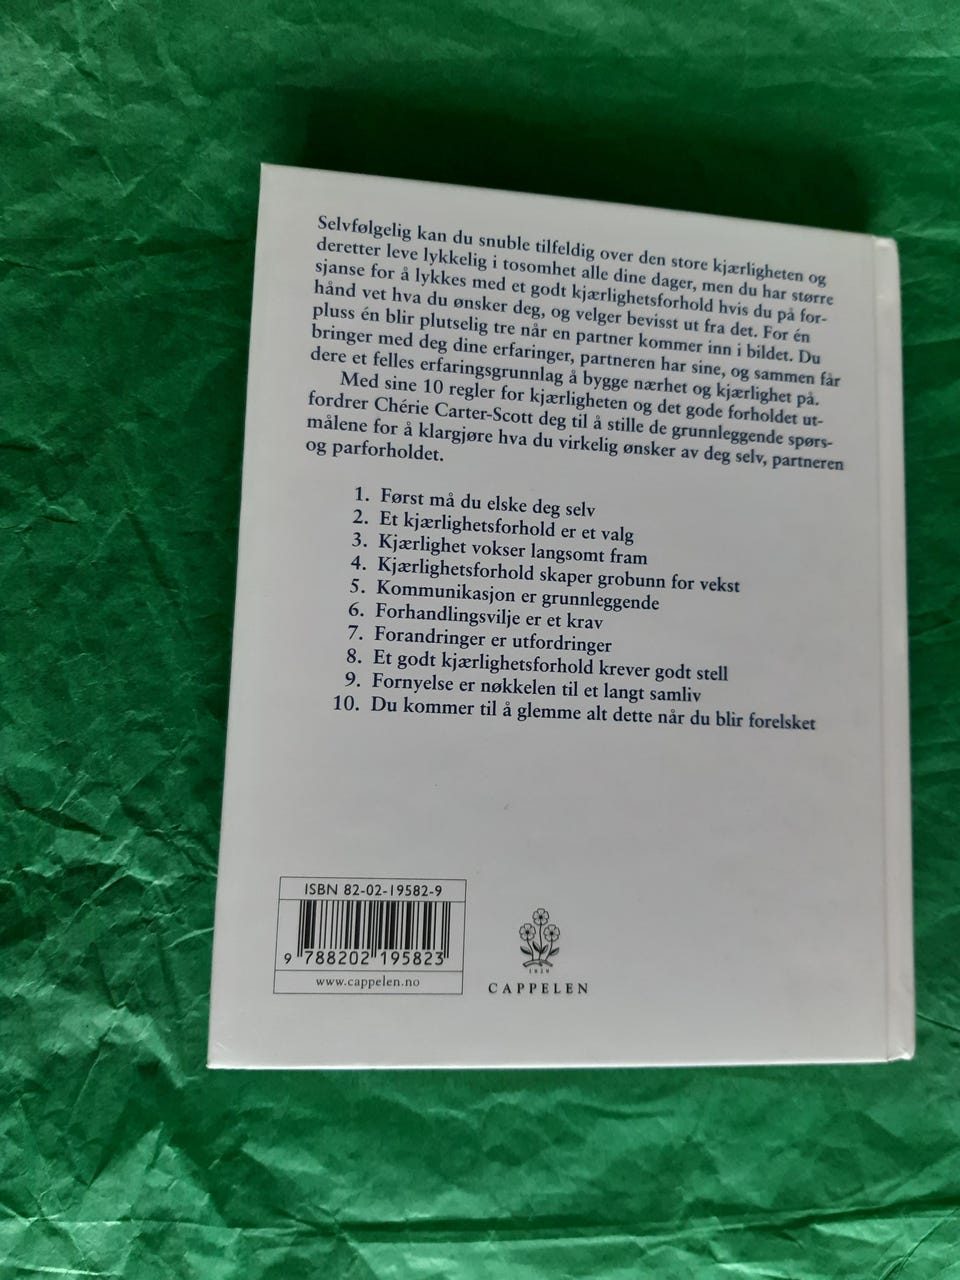 Selvfølgelig kan du snuble tilfeldig over den store kjærligheten og
deretter leve lykkelig i tosomhet alle dine dager, men du har større
sjanse for å lykkes med et godt kjærlighetsforhold hvis du på for-
hånd vet hva du ønsker deg, og velger bevisst ut fra det. For én
pluss én blir plutselig tre når en partner kommer inn i bildet. Du
bringer med deg dine erfaringer, partneren har sine, og sammen får
dere et felles erfaringsgrunnlag å bygge nærhet og kjærlighet på.
Med sine 10 regler for kjærligheten og det gode forholdet ut-
fordrer Chérie Carter-Scott deg til å stille de grunnleggende spørs-
målene for å klargjøre hva du virkelig ønsker av deg selv, partneren
og parforholdet.
1. Først må du elske deg selv
2. Et kjærlighetsforhold er et valg
3. Kjærlighet vokser langsomt fram
4. Kjærlighetsforhold skaper grobunn for vekst
5. Kommunikasjon er grunnleggende
6. Forhandlingsvilje er et krav
7. Forandringer er utfordringer
8. Et godt kjærlighetsforhold krever godt stell
9. Fornyelse er nøkkelen til et langt samliv
10. Du kommer til å glemme alt dette når du blir forelsket
ISBN 82-02-19582-9
9 788202 195823
www.cappelen.no
1829
CAPPELEN